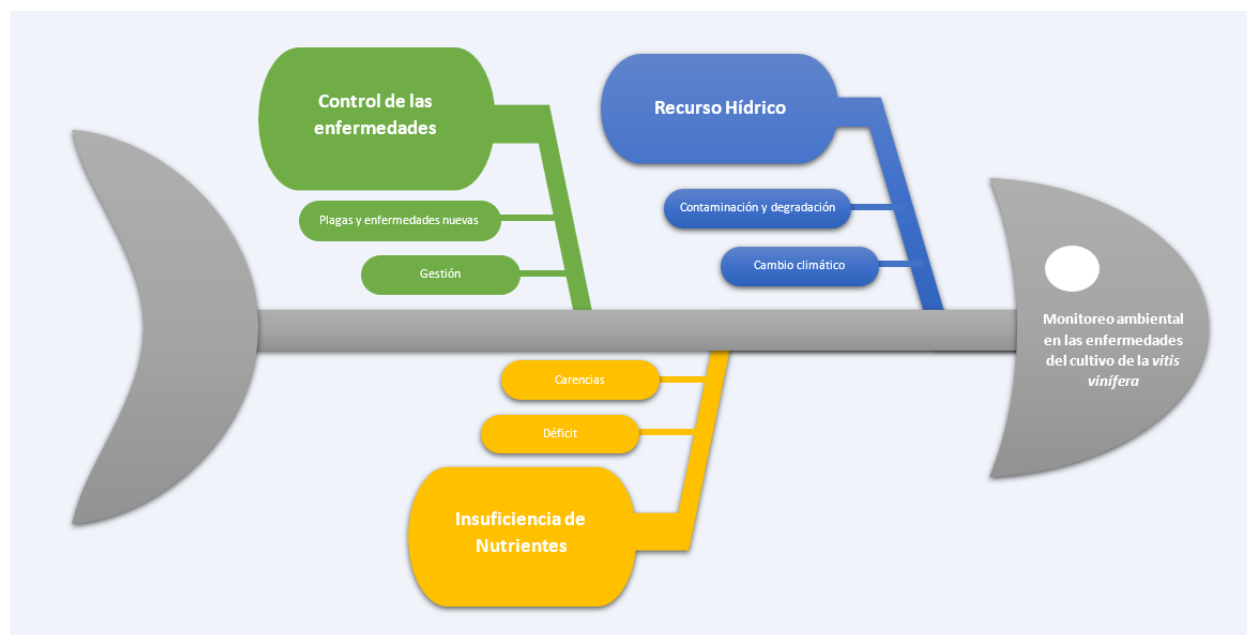 Control de las
enfermedades
Plagas y enfermedades nuevas
Gestión
Recurso Hídrico
Contaminación y degradación
Cambio climático
Carencias
Déficit
Insuficiencia de
Nutrientes
Monitoreo ambiental
en las enfermedades
del cultivo de la vitis
vinífera